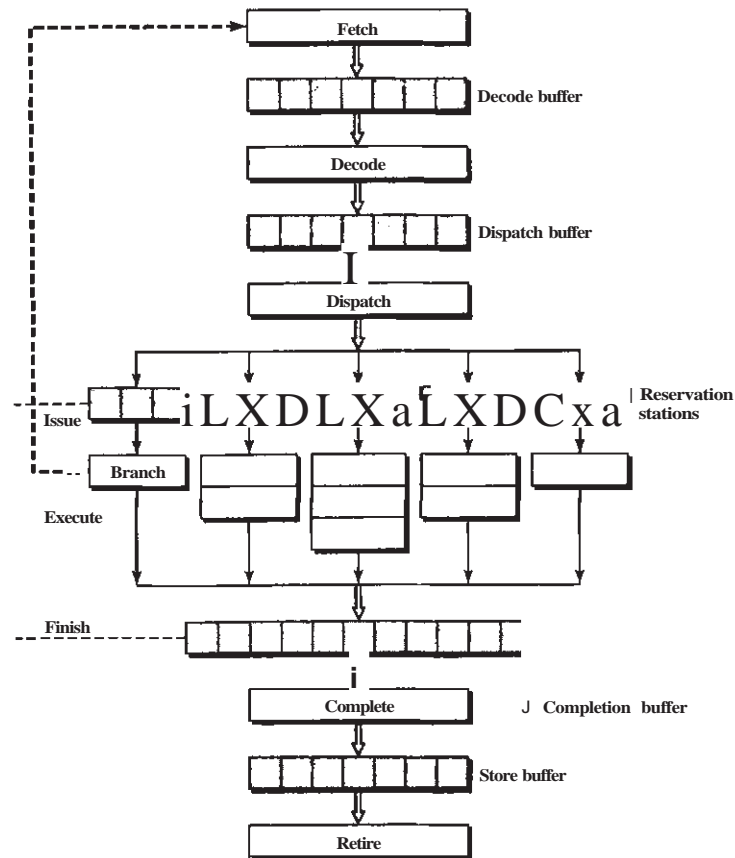 Fetch
Decode buffer
Decode
Dispatch buffer
I
Dispatch
iLXDLXaLXDCxa
| Reservation
stations
Issue
Branch
Execute
Finish
i
Complete
J Completion buffer
Store buffer
Retire